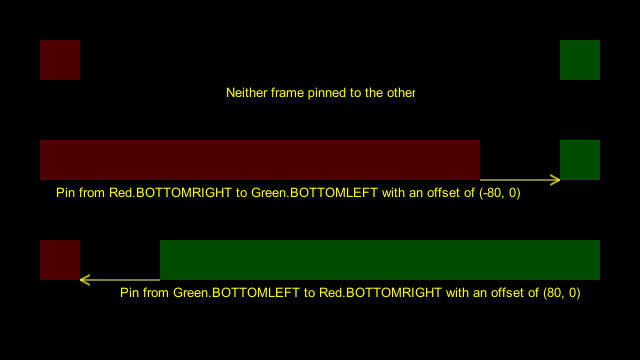 Neither frame pinned to the other
Pin from Red.BOTTOMRIGHT to Green.BOTTOMLEFT with an offset of (-80, 0)
Pin from Green.BOTTOMLEFT to Red.BOTTOMRIGHT with an offset of (80, 0)